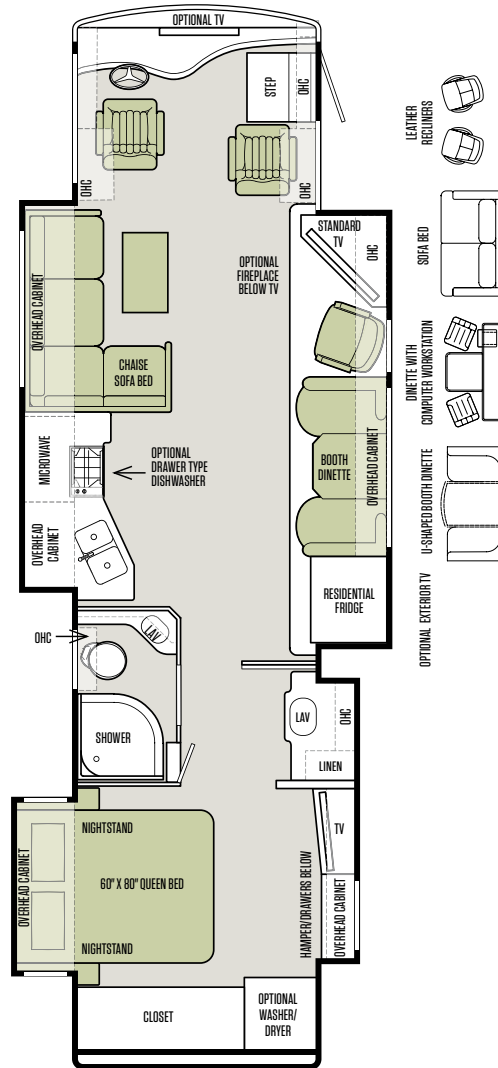 OPTIONAL TV
STEP
OHC
OHC
OHC
STANDARD
TV
OHC
OPTIONAL
FIREPLACE
BELOW TV
OVERHEAD CABINET
CHAISE
SOFA BED
MICROWAVE
OPTIONAL
DRAWER TYPE
DISHWASHER
BOOTH
DINETTE
OVERHEAD CABINET
OVERHEAD
CABINET
RESIDENTIAL
FRIDGE
OHC
LAV
SHOWER
LAV
OHC
LINEN
NIGHTSTAND
OVERHEAD CABINET
60" X 80" QUEEN BED
NIGHTSTAND
TV
HAMPER/DRAWERS BELOW
OVERHEAD CABINET
CLOSET
OPTIONAL
WASHER/
DRYER
LEATHER
RECLINERS
SOFA BED
DINETTE WITH
COMPUTER WORKSTATION
U-SHAPED BOOTH DINETTE
OPTIONAL EXTERIOR TV